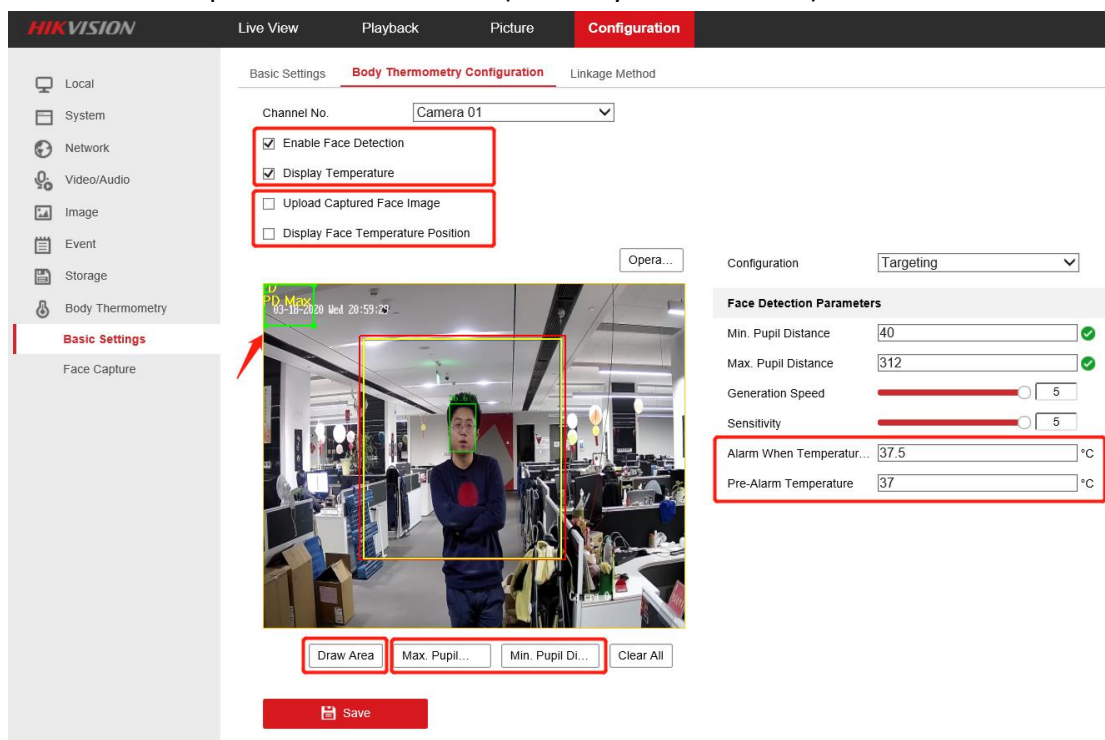 HIKVISION
Live View
Playback
Picture
Configuration
Local
System
Network
Video/Audio
Image
Event
Storage
Body Thermometry
Basic Settings
Face Capture
Basic Settings
Body Thermometry Configuration
Linkage Method
Channel No.
Camera 01
Enable Face Detection
Display Temperature
Upload Captured Face Image
Display Face Temperature Position
Opera...
PD Max
03-18-2020 Wed 20:59:29
Draw Area
Max. Pupil...
Min. Pupil Di...
Clear All
Save
Configuration
Targeting
Face Detection Parameters
Min. Pupil Distance
40
Max. Pupil Distance
312
Generation Speed
5
Sensitivity
5
Alarm When Temperatur...
37.5
°C
Pre-Alarm Temperature
37
°C